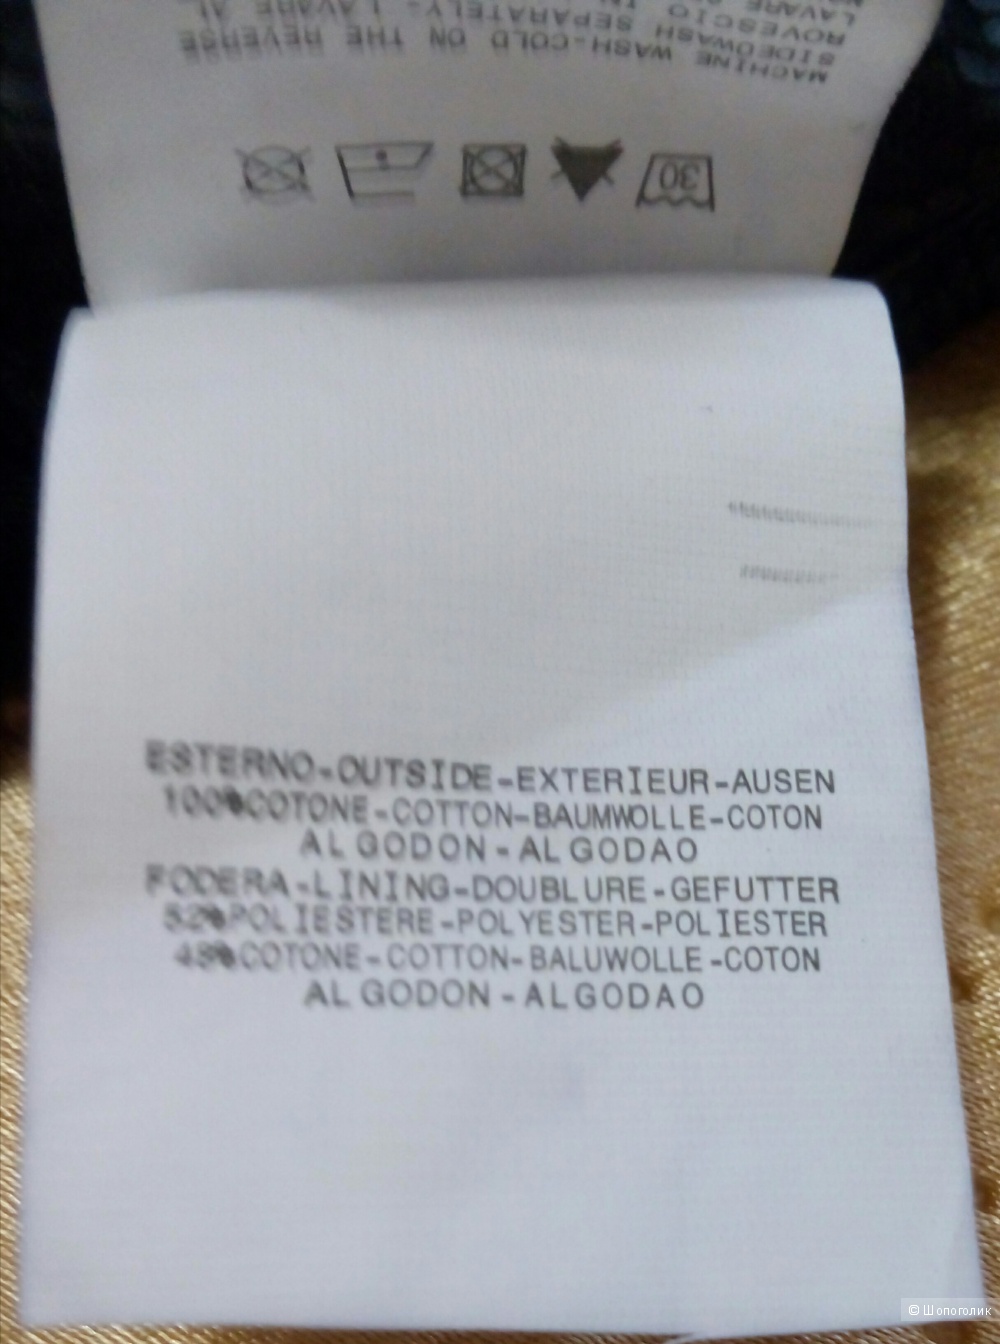 MACHINE WASH-COLD ON THE REVERSE
SIDEOWASH SEPARATELY- LAVARE AL
ROVESCIO
LAVARE
30
ESTERNO-OUTSIDE-EXTERIEUR-AUSEN
100%COTONE-COTTON-BAUMWOLLE-COTON
ALGODON-ALGODAO
FODERA-LINING-DOUBLURE-GEFUTTER
52%POLIESTERE-POLYESTER-POLIESTER
48%COTONE-COTTON-BALUWOLLE-COTON
ALGODON-ALGODAO
© Шопоголик